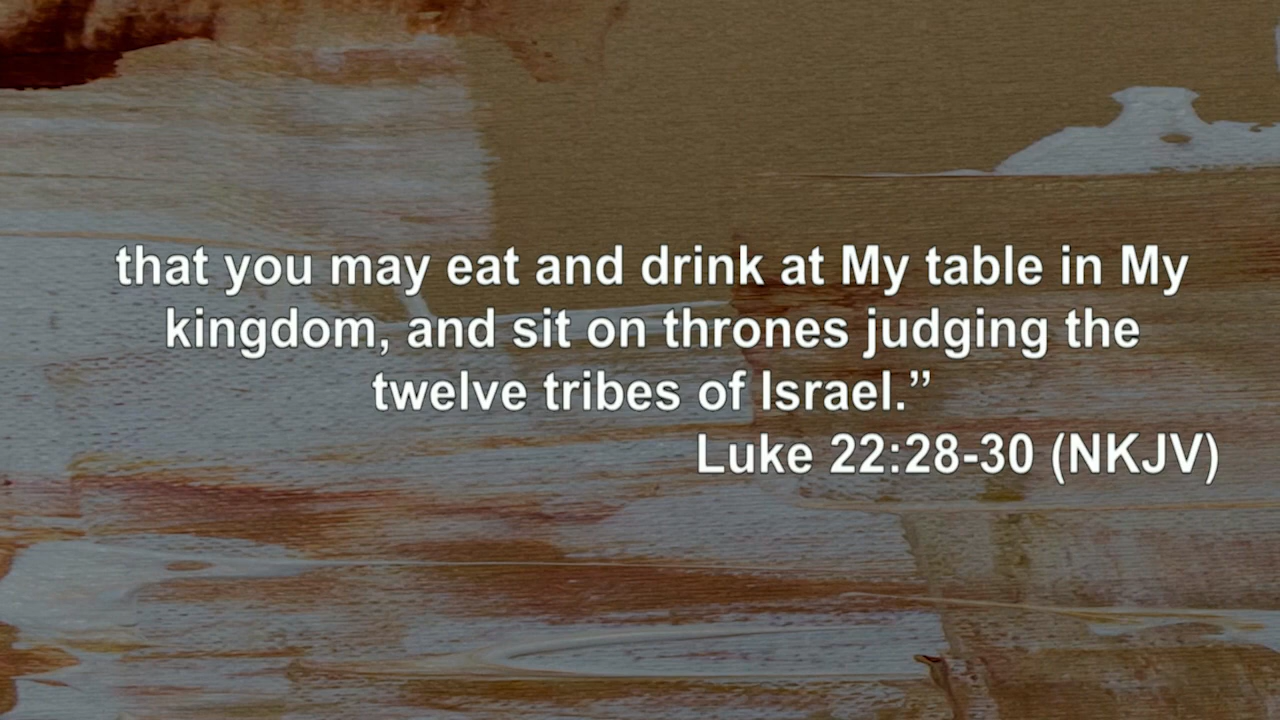 that you may eat and drink at My table in My
kingdom, and sit on thrones judging the
twelve tribes of Israel.”
Luke 22:28-30 (NKJV)